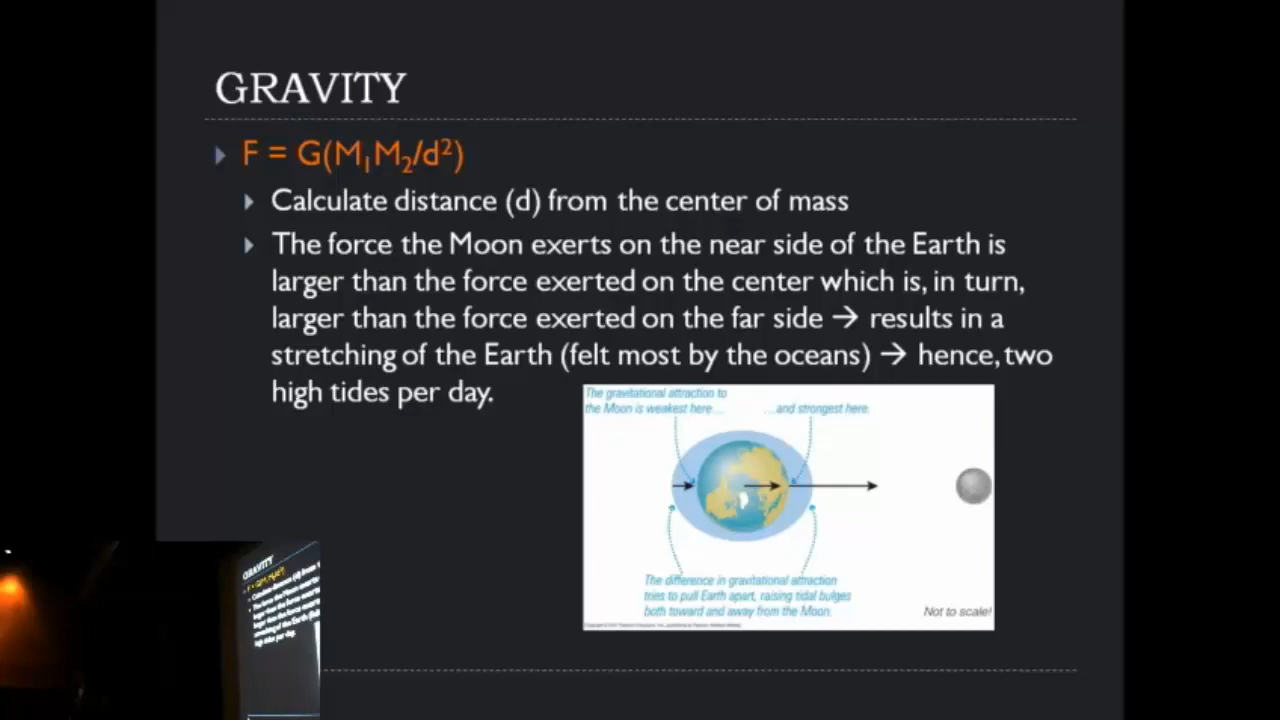 GRAVITY
F = G(M₁M₂/d²)
Calculate distance (d) from the center of mass
The force the Moon exerts on the near side of the Earth is
larger than the force exerted on the center which is, in turn,
larger than the force exerted on the far side → results in a
stretching of the Earth (felt most by the oceans) → hence, two
high tides per day.
The gravitational attraction to
the Moon is weakest here…
…and strongest here.
The difference in gravitational attraction
tries to pull Earth apart, raising tidal bulges
both toward and away from the Moon.
Not to scale!
GRAVITY